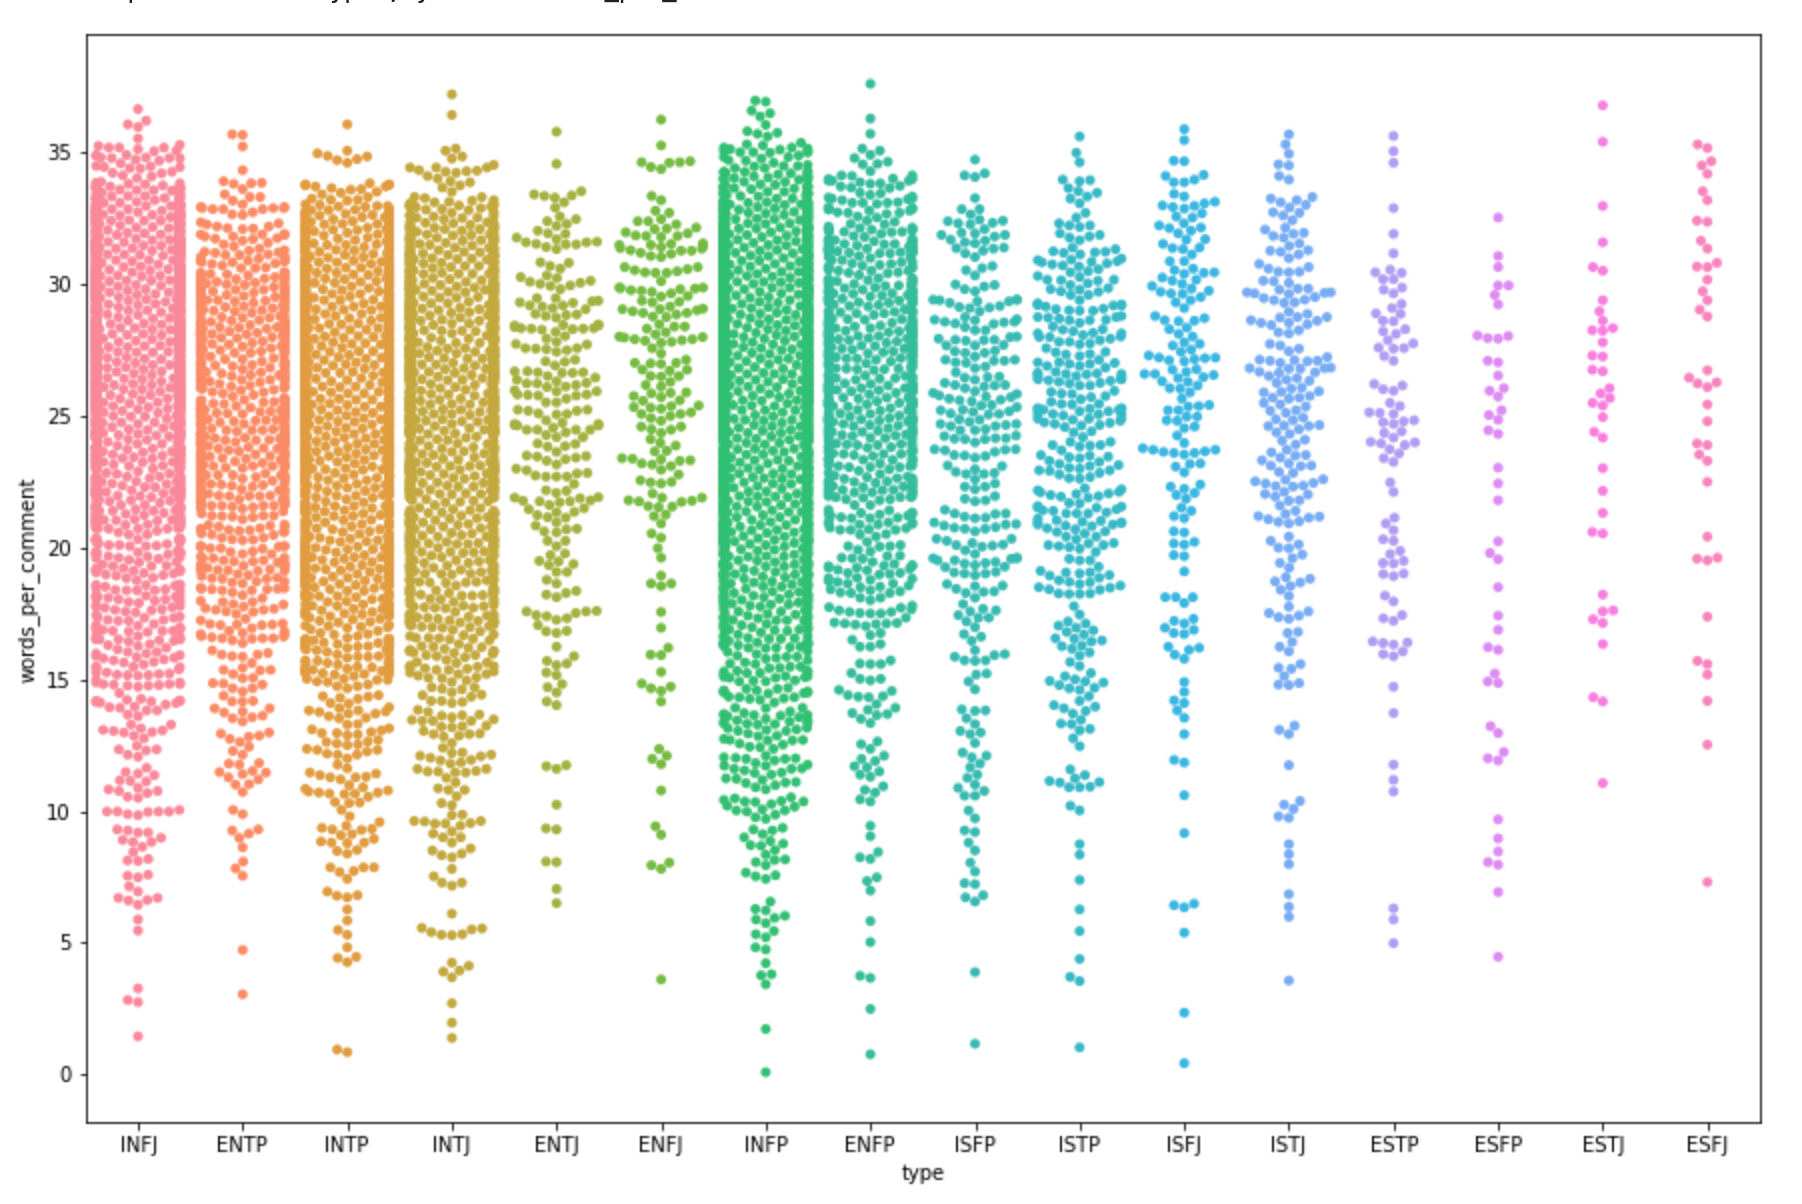 words_per_comment
35
30
25
20
15
10
5
0
INFJ ENTP INTP INTJ ENTJ ENFJ INFP ENFP ISFP ISTP ISFJ ISTJ ESTP ESFP ESTJ ESFJ
type